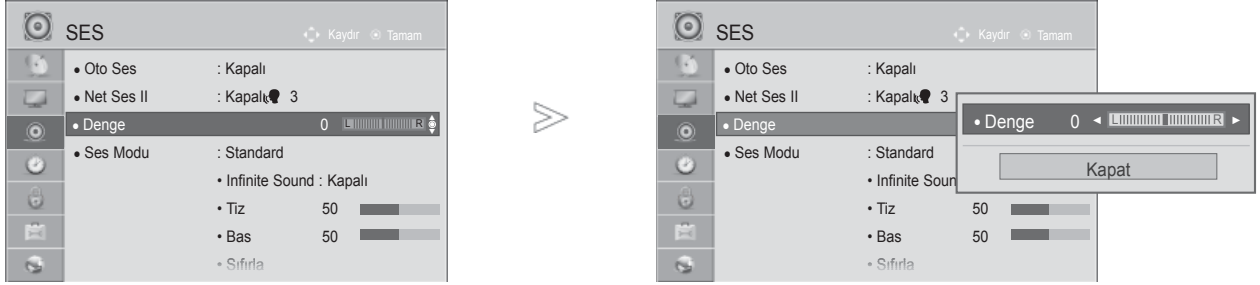 SES Kaydır Tamam
• Oto Ses : Kapalı
• Net Ses II : Kapalı 3
• Denge 0 L R
• Ses Modu : Standard
• Infinite Sound : Kapalı
• Tiz 50
• Bas 50
• Sıfırla
SES Kaydır Tamam
• Oto Ses : Kapalı
• Net Ses II : Kapalı 3
• Denge
• Ses Modu : Standard
• Infinite Soun
• Tiz 50
• Bas 50
• Sıfırla
• Denge 0 ◄ L R ►
Kapat